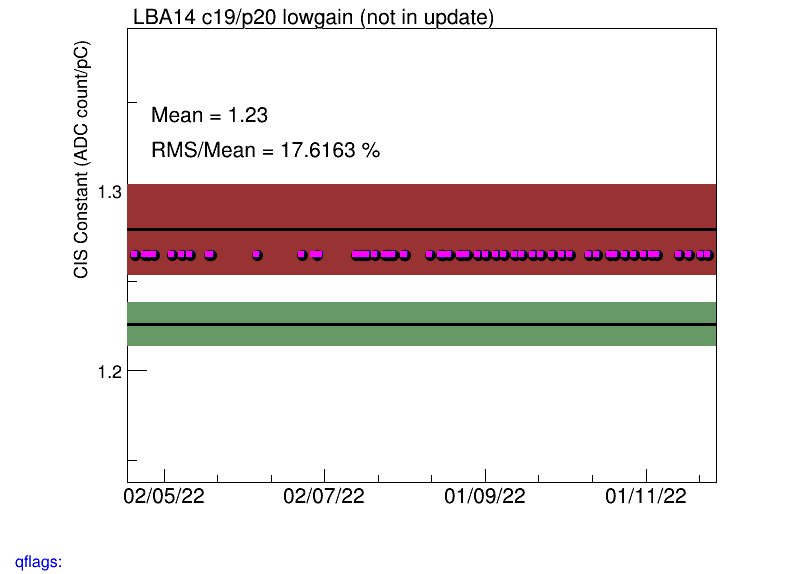 LBA14 c19/p20 lowgain (not in update)
CIS Constant (ADC count/pC)
Mean = 1.23
RMS/Mean = 17.6163 %
1.3
1.2
02/05/22 02/07/22 01/09/22 01/11/22
qflags: